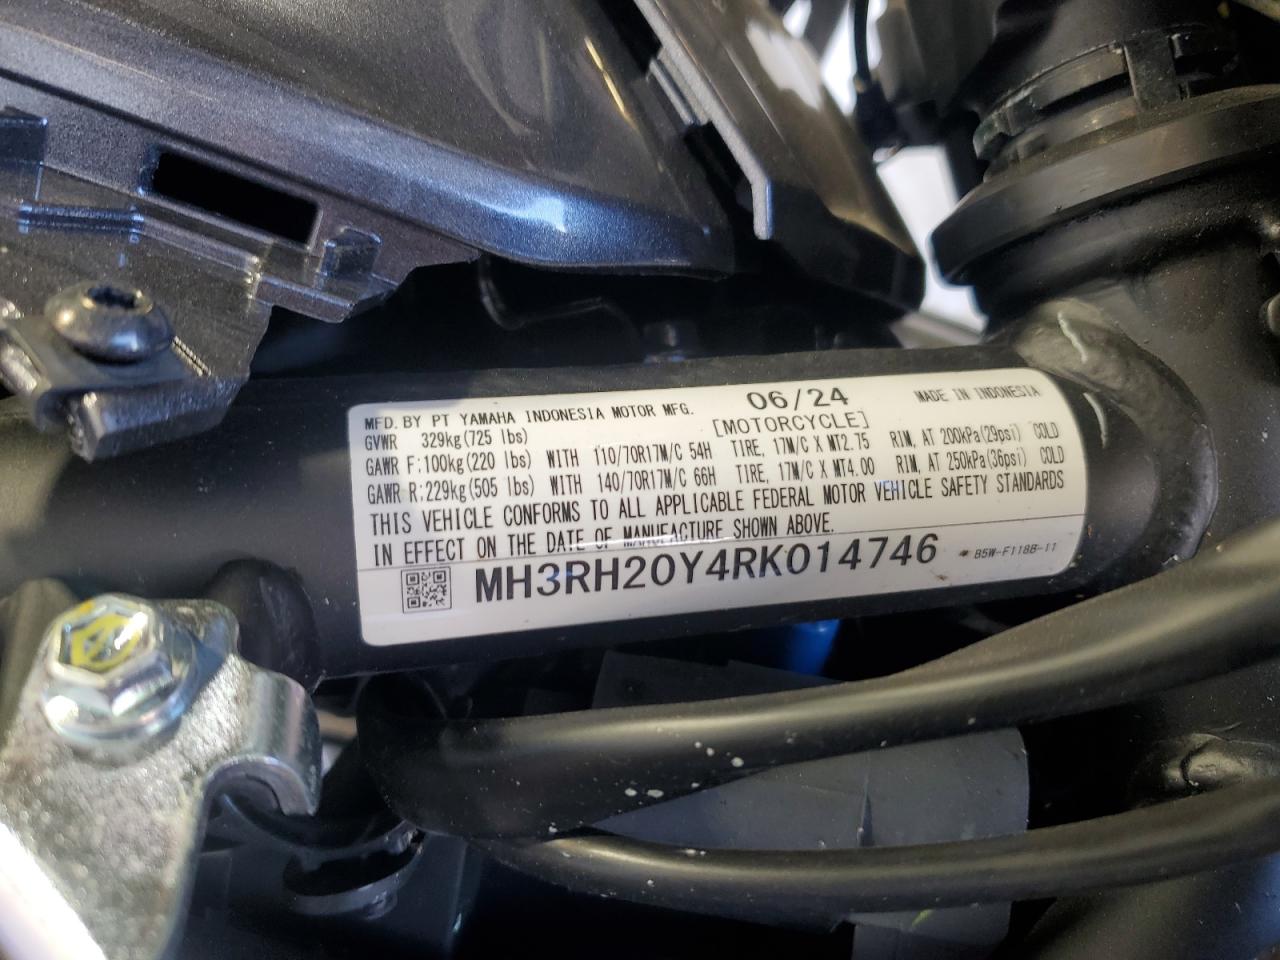 MFD. BY PT YAMAHA INDONESIA MOTOR MFG. 06/24 MADE IN INDONESIA
GVWR 329kg(725 lbs) [MOTORCYCLE]
GAWR F:100kg(220 lbs) WITH 110/70R17M/C 54H TIRE, 17M/C X MT2.75 RIM, AT 200kPa(29psi) COLD
GAWR R:229kg(505 lbs) WITH 140/70R17M/C 66H TIRE, 17M/C X MT4.00 RIM, AT 250kPa(36psi) COLD
THIS VEHICLE CONFORMS TO ALL APPLICABLE FEDERAL MOTOR VEHICLE SAFETY STANDARDS
IN EFFECT ON THE DATE OF MANUFACTURE SHOWN ABOVE.
MH3RH20Y4RK014746 * B5W-F118B-11